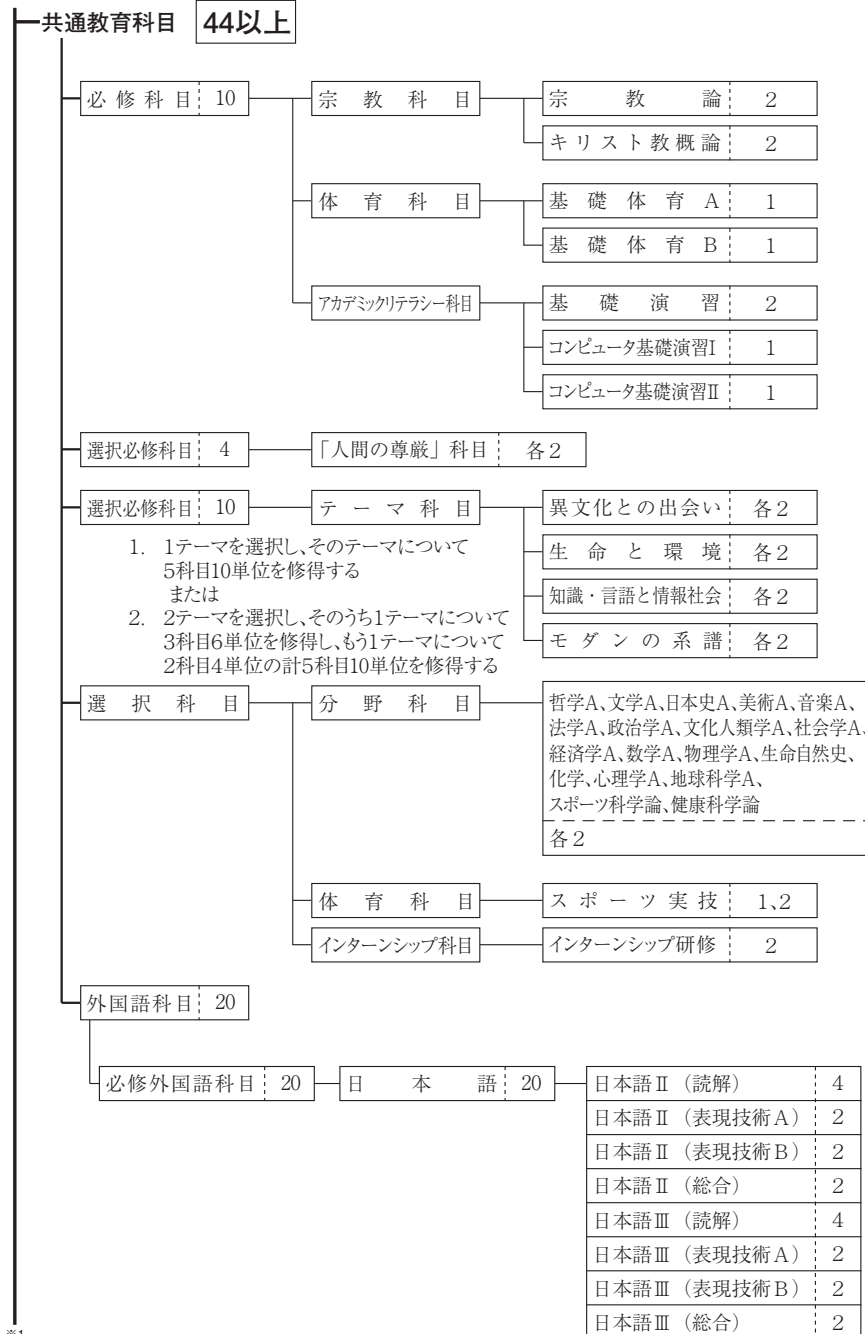 共通教育科目 44以上
必修科目 10
宗教科目
宗教論 2
キリスト教概論 2
体育科目
基礎体育A 1
基礎体育B 1
アカデミックリテラシー科目
基礎演習 2
コンピュータ基礎演習I 1
コンピュータ基礎演習Ⅱ 1
選択必修科目 4
「人間の尊厳」科目 各2
選択必修科目 10
テーマ科目
異文化との出会い 各2
生命と環境 各2
知識・言語と情報社会 各2
モダンの系譜 各2
1. 1テーマを選択し、そのテーマについて
5科目10単位を修得する
または
2. 2テーマを選択し、そのうち1テーマについて
3科目6単位を修得し、もう1テーマについて
2科目4単位の計5科目10単位を修得する
選択科目
分野科目
哲学A、文学A、日本史A、美術A、音楽A、
法学A、政治学A、文化人類学A、社会学A、
経済学A、数学A、物理学A、生命自然史、
化学、心理学A、地球科学A、
スポーツ科学論、健康科学論
各2
体育科目
スポーツ実技 1、2
インターンシップ科目
インターンシップ研修 2
外国語科目 20
必修外国語科目 20
日本語 20
日本語Ⅱ（読解） 4
日本語Ⅱ（表現技術A） 2
日本語Ⅱ（表現技術B） 2
日本語Ⅱ（総合） 2
日本語Ⅲ（読解） 4
日本語Ⅲ（表現技術A） 2
日本語Ⅲ（表現技術B） 2
日本語Ⅲ（総合） 2
※1